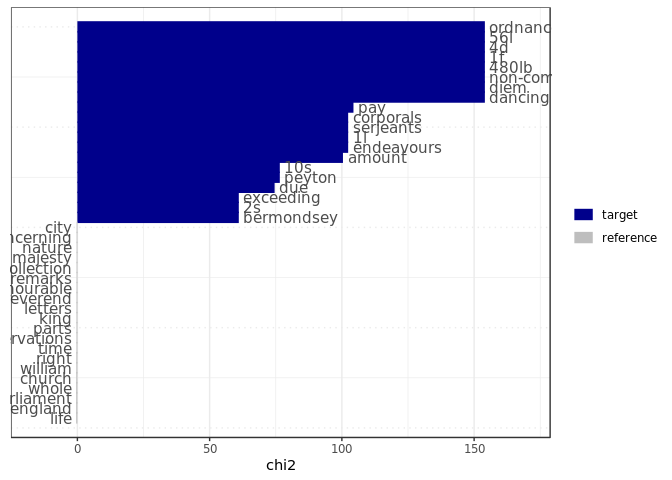 ordnanc
56l
4d
1f
480lb
non-com
diem
dancing
pay
corporals
serjeants
endeavours
amount
10s
peyton
due
exceeding
2s
bermondsey
city
ncerning
nature
majesty
ollection
remarks
nourable
everend
letters
king
parts
rvations
time
right
william
church
whole
rliament
england
life
target
reference
0
50
100
150
chi2